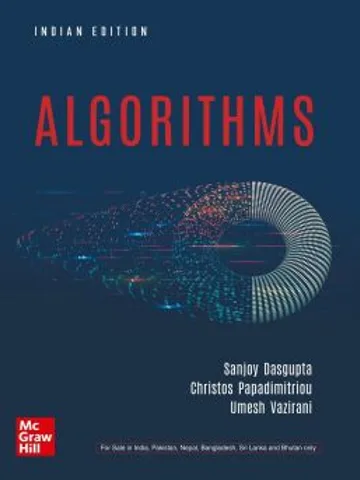 INDIAN EDITION
ALGORITHMS
Sanjoy Dasgupta
Christos Papadimitriou
Umesh Vazirani
Mc
Graw
Hill
For Sale in India, Pakistan, Nepal, Bangladesh, Sri Lanka and Bhutan only